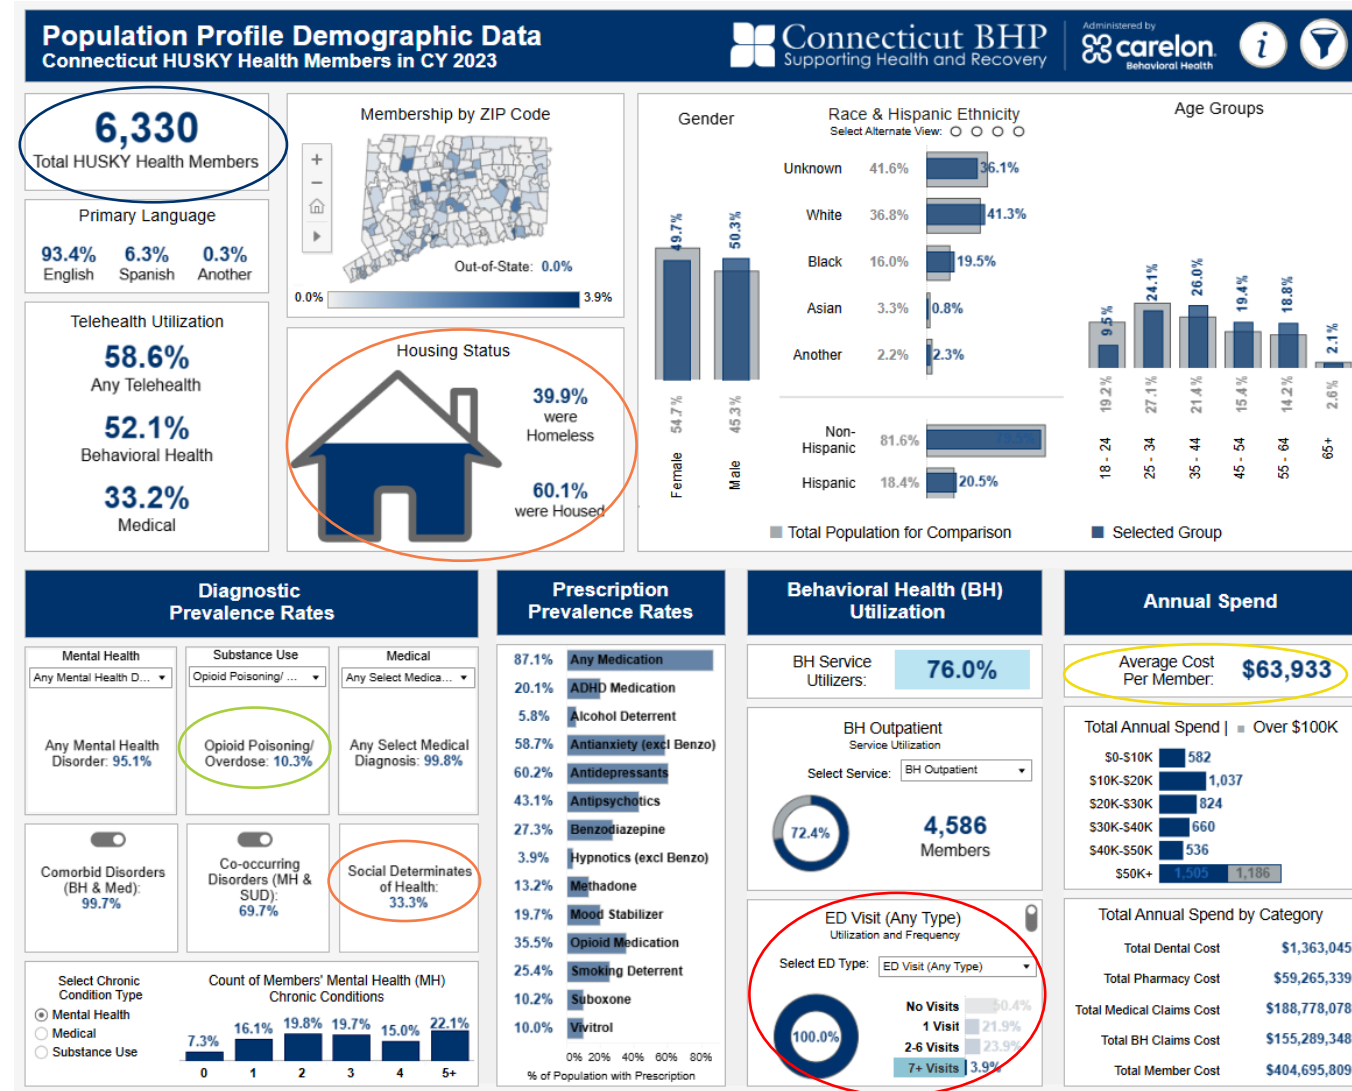 Population Profile Demographic Data
Connecticut HUSKY Health Members in CY 2023
Connecticut BHP
Supporting Health and Recovery
Administered by
carelon
Behavioral Health
i
6,330
Total HUSKY Health Members
Primary Language
93.4% 6.3% 0.3%
English Spanish Another
Telehealth Utilization
58.6%
Any Telehealth
52.1%
Behavioral Health
33.2%
Medical
Membership by ZIP Code
+
−
Out-of-State: 0.0%
0.0% 3.9%
Housing Status
39.9%
were
Homeless
60.1%
were Housed
Gender
49.7% 50.3%
54.7% 45.3%
Female Male
Race & Hispanic Ethnicity
Select Alternate View:
Unknown 41.6% 36.1%
White 36.8% 41.3%
Black 16.0% 19.5%
Asian 3.3% 0.8%
Another 2.2% 2.3%
Non-
Hispanic 81.6% 79.5%
Hispanic 18.4% 20.5%
Age Groups
9.5% 24.1% 26.0% 19.4% 18.8% 2.1%
19.2% 27.1% 21.4% 15.4% 14.2% 2.6%
18 - 24 25 - 34 35 - 44 45 - 54 55 - 64 65+
Total Population for Comparison Selected Group
Diagnostic
Prevalence Rates
Mental Health
Any Mental Health D...
Any Mental Health
Disorder: 95.1%
Substance Use
Opioid Poisoning/ ...
Opioid Poisoning/
Overdose: 10.3%
Medical
Any Select Medica...
Any Select Medical
Diagnosis: 99.8%
Comorbid Disorders
(BH & Med):
99.7%
Co-occurring
Disorders (MH &
SUD):
69.7%
Social Determinates
of Health:
33.3%
Select Chronic
Condition Type
Mental Health
Medical
Substance Use
Count of Members' Mental Health (MH)
Chronic Conditions
7.3% 16.1% 19.8% 19.7% 15.0% 22.1%
0 1 2 3 4 5+
Prescription
Prevalence Rates
87.1% Any Medication
20.1% ADHD Medication
5.8% Alcohol Deterrent
58.7% Antianxiety (excl Benzo)
60.2% Antidepressants
43.1% Antipsychotics
27.3% Benzodiazepine
3.9% Hypnotics (excl Benzo)
13.2% Methadone
19.7% Mood Stabilizer
35.5% Opioid Medication
25.4% Smoking Deterrent
10.2% Suboxone
10.0% Vivitrol
0% 20% 40% 60% 80%
% of Population with Prescription
Behavioral Health (BH)
Utilization
BH Service
Utilizers: 76.0%
BH Outpatient
Service Utilization
Select Service: BH Outpatient
72.4%
4,586
Members
ED Visit (Any Type)
Utilization and Frequency
Select ED Type: ED Visit (Any Type)
100.0%
No Visits 50.4%
1 Visit 21.9%
2-6 Visits 23.9%
7+ Visits 3.9%
Annual Spend
Average Cost
Per Member: $63,933
Total Annual Spend | Over $100K
$0-$10K 582
$10K-$20K 1,037
$20K-$30K 824
$30K-$40K 660
$40K-$50K 536
$50K+ 1,505 1,186
Total Annual Spend by Category
Total Dental Cost $1,363,045
Total Pharmacy Cost $59,265,339
Total Medical Claims Cost $188,778,078
Total BH Claims Cost $155,289,348
Total Member Cost $404,695,809